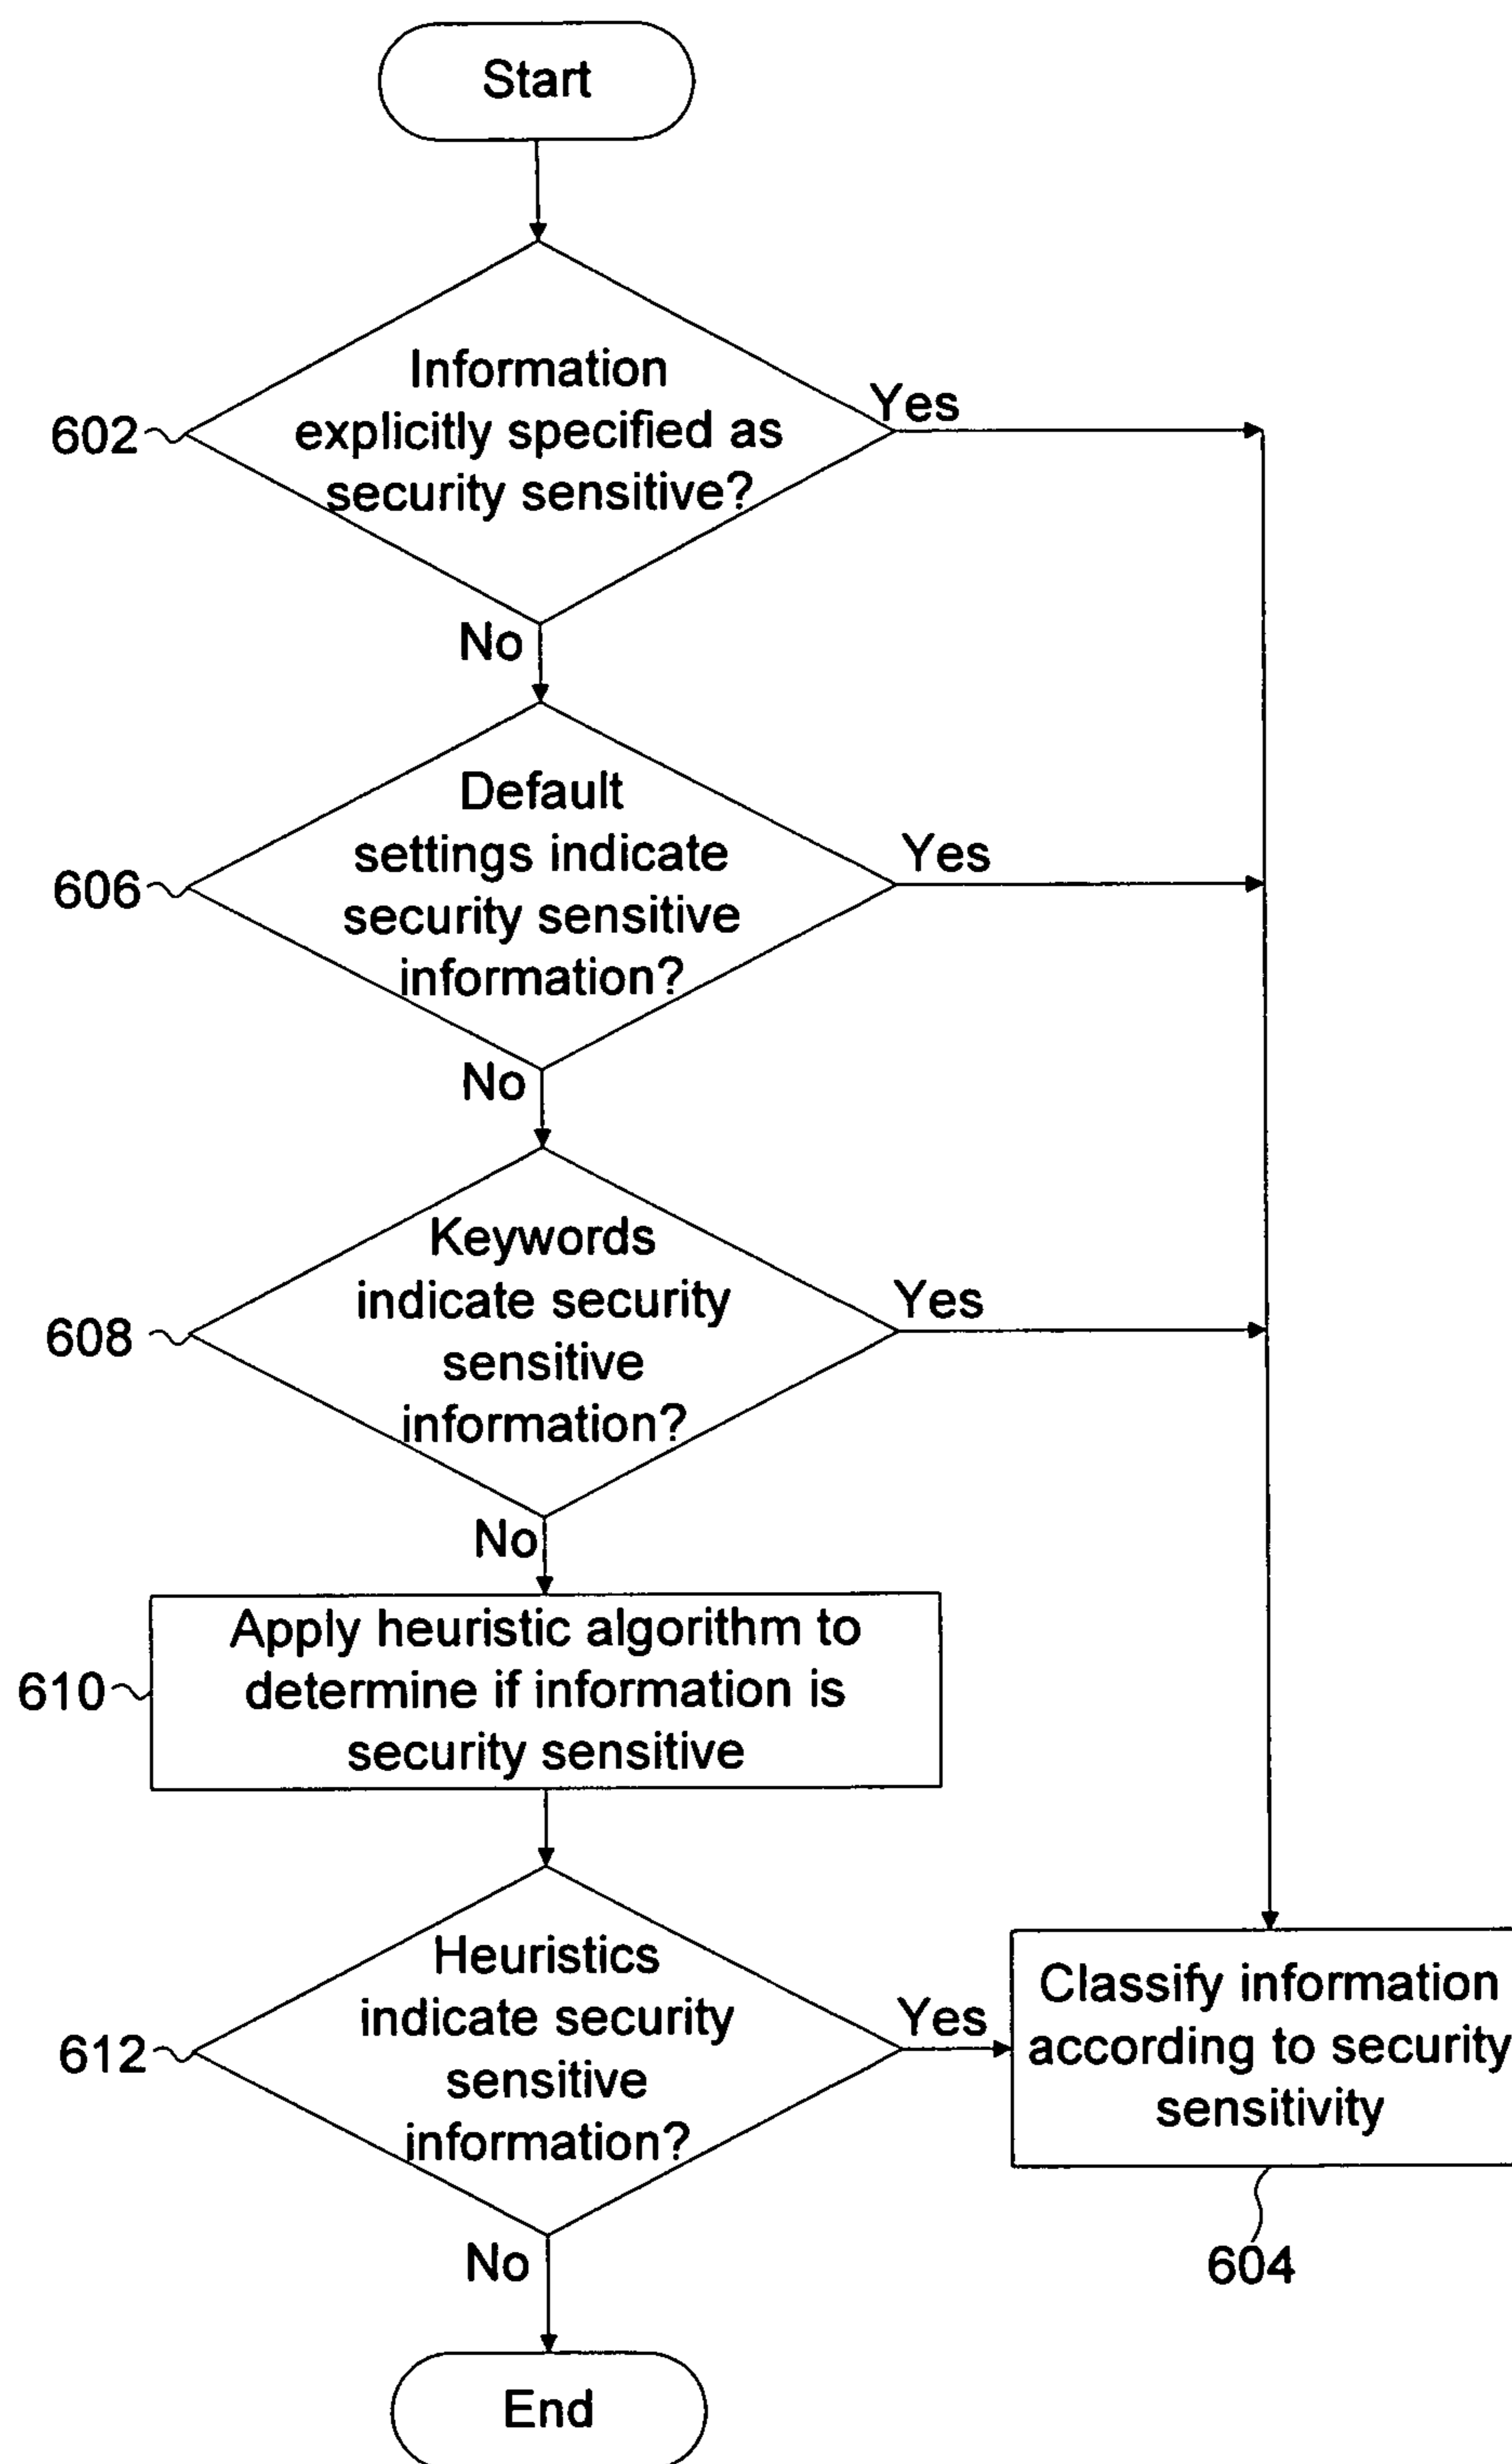 Start
Information
explicitly specified as
security sensitive?
602
Yes
No
Default
settings indicate
security sensitive
information?
606
Yes
No
Keywords
indicate security
sensitive
information?
608
Yes
No
Apply heuristic algorithm to
determine if information is
security sensitive
610
Heuristics
indicate security
sensitive
information?
612
Yes
Classify information
according to security
sensitivity
604
No
End